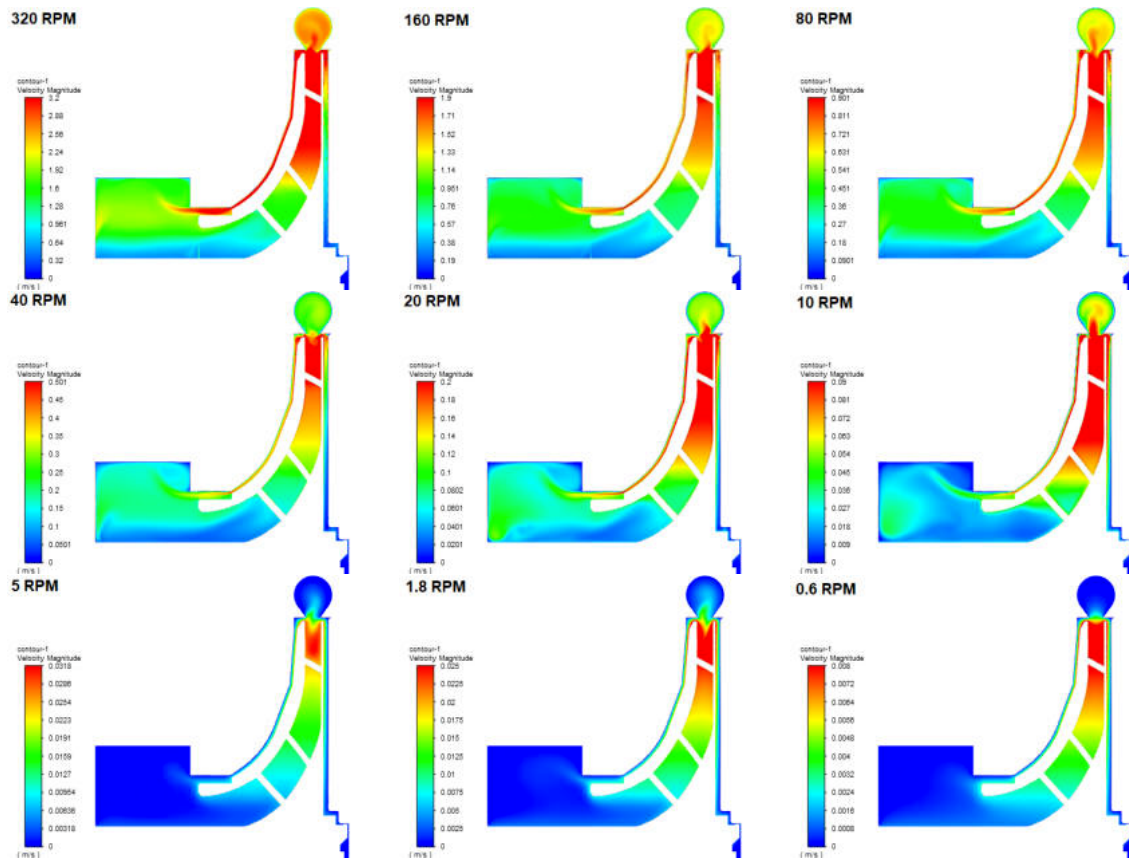 320 RPM
contour-f
Velocity Magnitude
3.2
2.88
2.56
2.24
1.92
1.6
1.28
0.961
0.64
0.32
0
( m/s )
160 RPM
contour-f
Velocity Magnitude
1.9
1.71
1.52
1.33
1.14
0.951
0.76
0.57
0.38
0.19
0
( m/s )
80 RPM
contour-f
Velocity Magnitude
0.901
0.811
0.721
0.631
0.541
0.451
0.36
0.27
0.18
0.0901
0
( m/s )
40 RPM
contour-f
Velocity Magnitude
0.501
0.45
0.4
0.35
0.3
0.25
0.2
0.15
0.1
0.0501
0
( m/s )
20 RPM
contour-f
Velocity Magnitude
0.2
0.18
0.16
0.14
0.12
0.1
0.0602
0.0602
0.0401
0.0201
0
( m/s )
10 RPM
contour-f
Velocity Magnitude
0.09
0.081
0.072
0.063
0.054
0.045
0.036
0.027
0.018
0.009
0
( m/s )
5 RPM
contour-f
Velocity Magnitude
0.0318
0.0286
0.0254
0.0223
0.0191
0.0159
0.0127
0.00954
0.00636
0.00318
0
( m/s )
1.8 RPM
contour-f
Velocity Magnitude
0.025
0.0225
0.02
0.0175
0.015
0.0125
0.01
0.0075
0.005
0.0025
0
( m/s )
0.6 RPM
contour-f
Velocity Magnitude
0.008
0.0072
0.0064
0.0056
0.0048
0.004
0.0032
0.0024
0.0016
0.0008
0
( m/s )